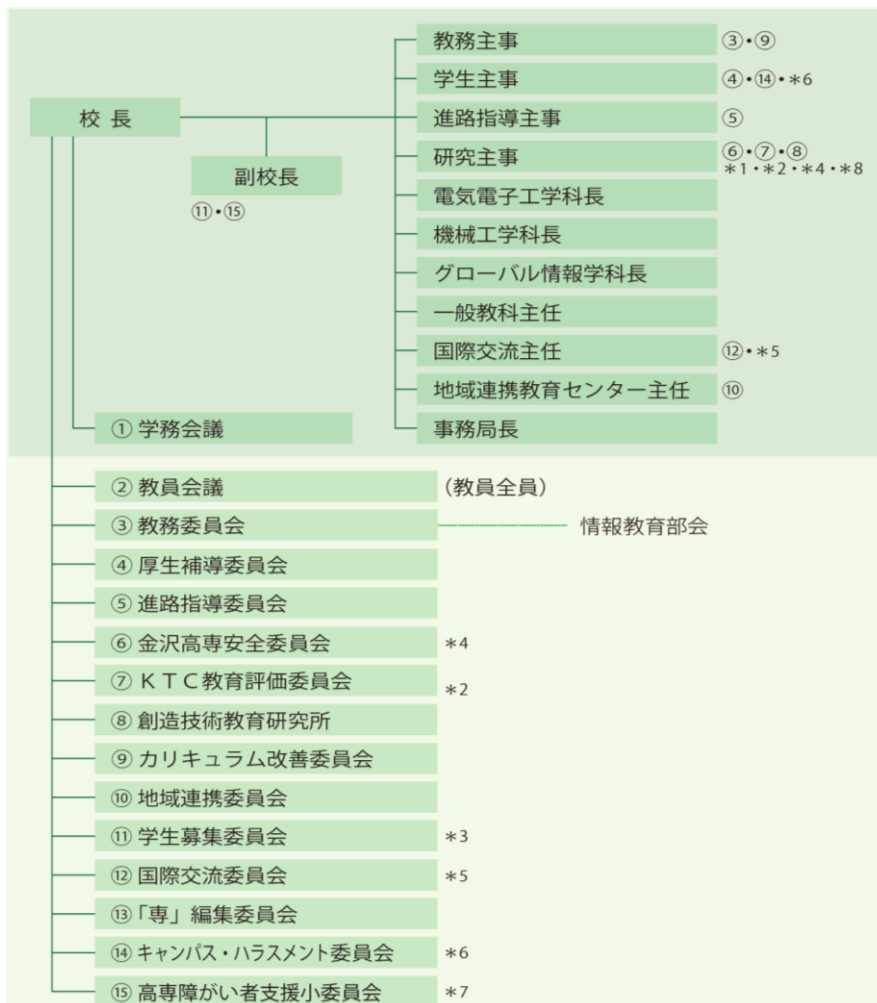 教務主事 ③・⑨
学生主事 ④・⑭・*6
校 長
進路指導主事 ⑤
副校長
⑪・⑮
研究主事 ⑥・⑦・⑧
*1・*2・*4・*8
電気電子工学科長
機械工学科長
グローバル情報学科長
一般教科主任
国際交流主任 ⑫・*5
地域連携教育センター主任 ⑩
① 学務会議
事務局長
② 教員会議 (教員全員)
③ 教務委員会 情報教育部会
④ 厚生補導委員会
⑤ 進路指導委員会
⑥ 金沢高専安全委員会 *4
⑦ KTC教育評価委員会 *2
⑧ 創造技術教育研究所
⑨ カリキュラム改善委員会
⑩ 地域連携委員会
⑪ 学生募集委員会 *3
⑫ 国際交流委員会 *5
⑬「専」編集委員会
⑭ キャンパス・ハラスメント委員会 *6
⑮ 高専障がい者支援小委員会 *7